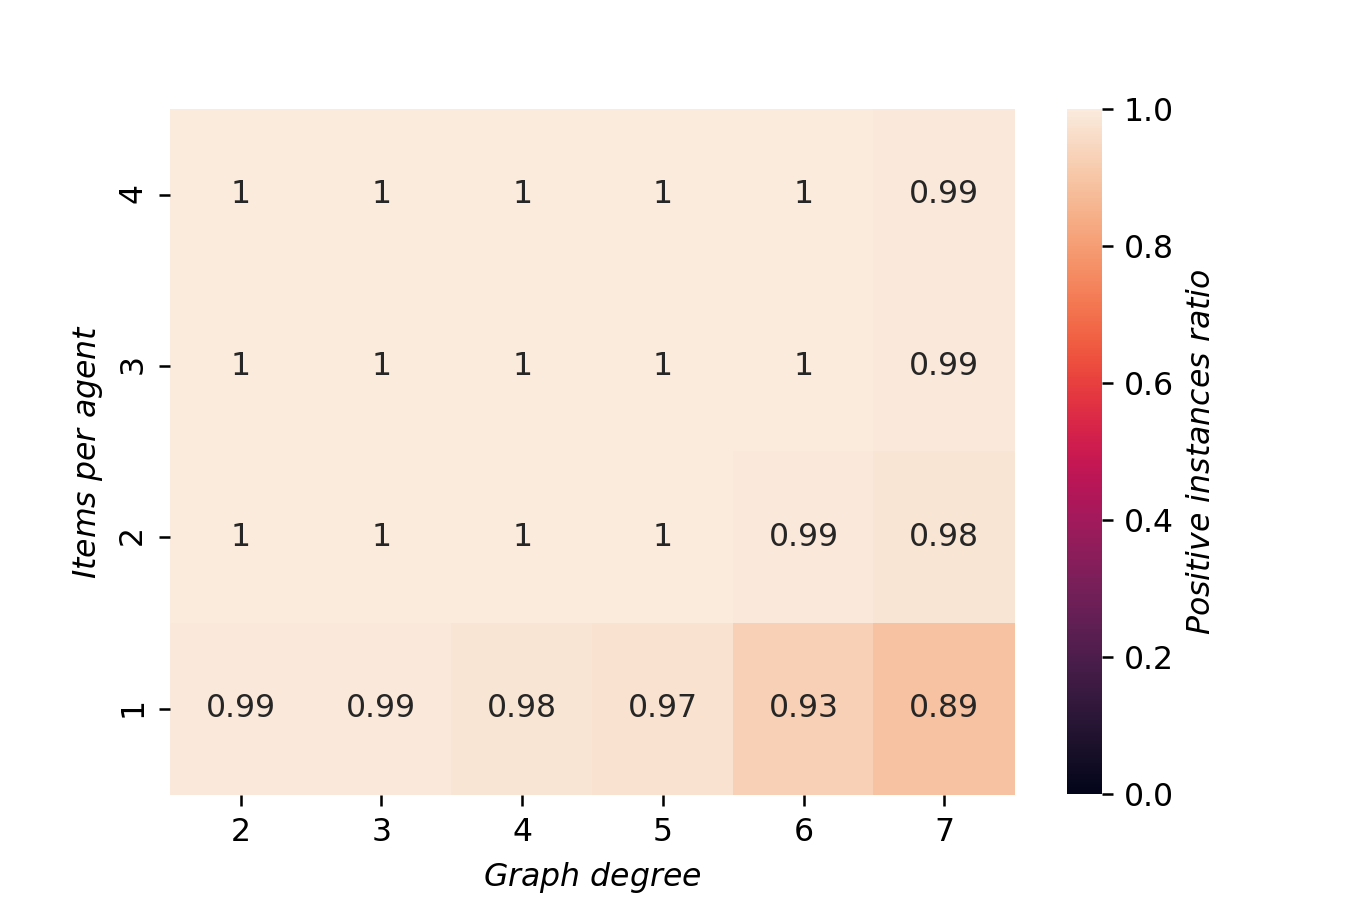 4 1 1 1 1 1 0.99
3 1 1 1 1 1 0.99
2 1 1 1 1 0.99 0.98
1 0.99 0.99 0.98 0.97 0.93 0.89
2 3 4 5 6 7
Graph degree
Items per agent
1.0
0.8
0.6
0.4
0.2
0.0
Positive instances ratio